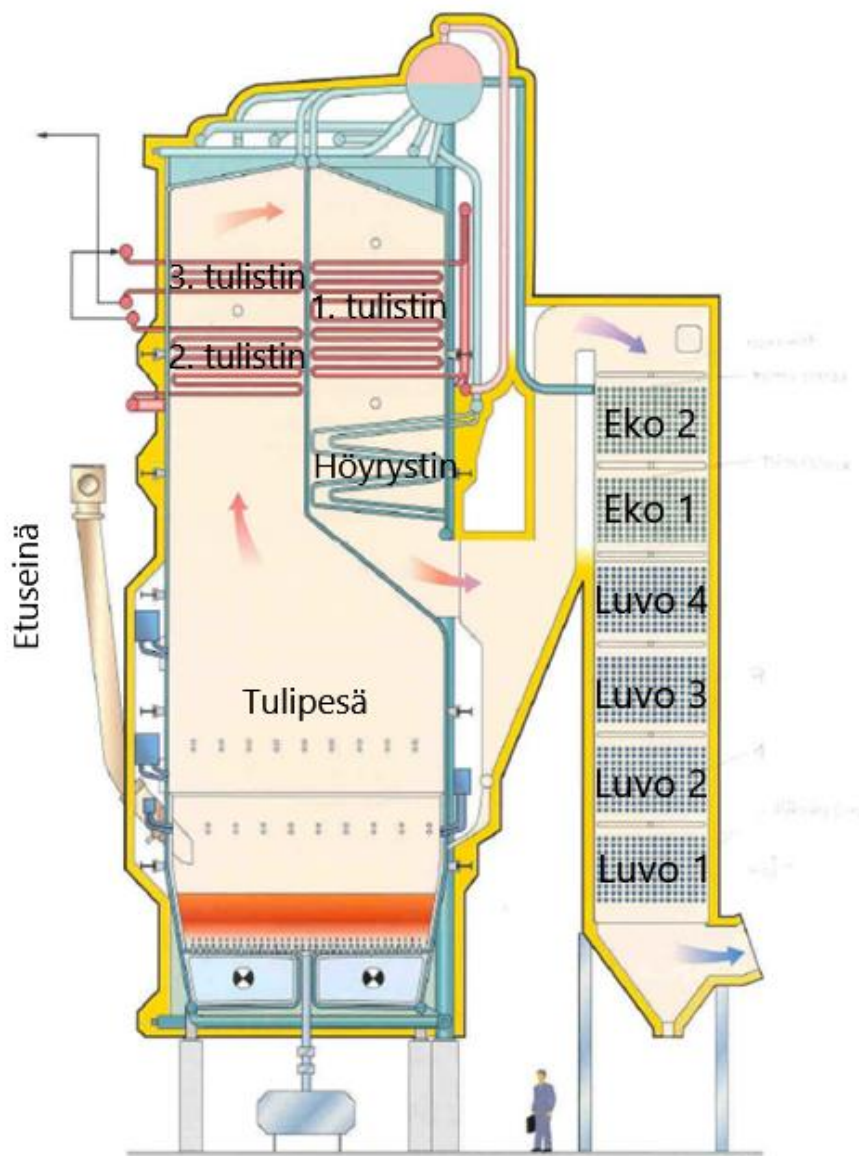 3. tulistin
1. tulistin
2. tulistin
Höyrystin
Eko 2
Eko 1
Etuseinä
Luvo 4
Luvo 3
Tulipesä
Luvo 2
Luvo 1